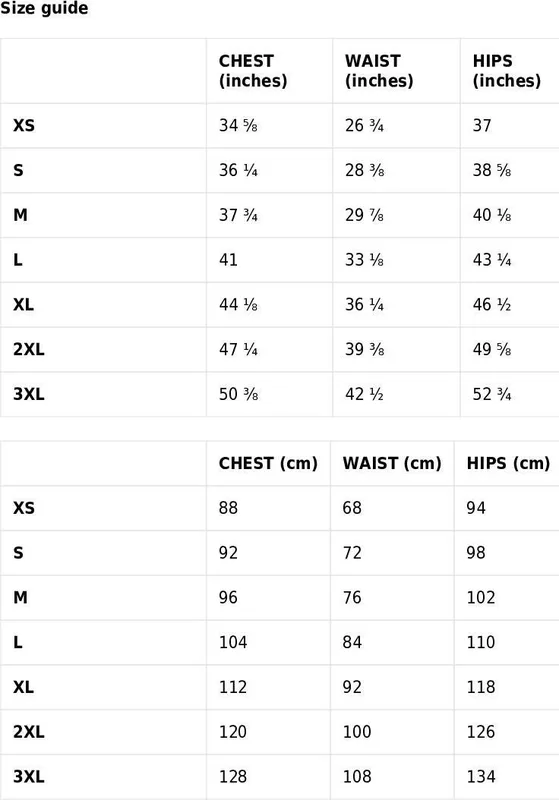 Size guide
CHEST (inches) WAIST (inches) HIPS (inches)
XS 34 ⅝ 26 ¾ 37
S 36 ¼ 28 ⅜ 38 ⅝
M 37 ¾ 29 ⅞ 40 ⅛
L 41 33 ⅛ 43 ¼
XL 44 ⅛ 36 ¼ 46 ½
2XL 47 ¼ 39 ⅜ 49 ⅝
3XL 50 ⅜ 42 ½ 52 ¾
CHEST (cm) WAIST (cm) HIPS (cm)
XS 88 68 94
S 92 72 98
M 96 76 102
L 104 84 110
XL 112 92 118
2XL 120 100 126
3XL 128 108 134